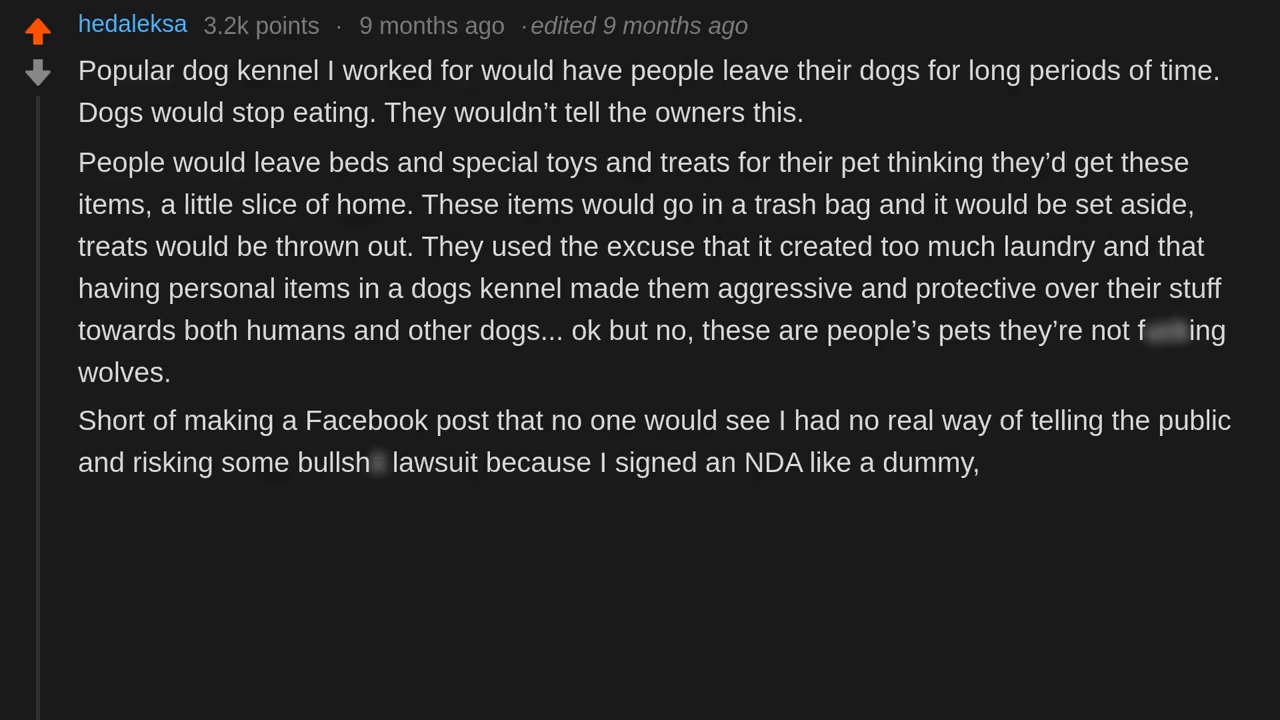 hedaleksa 3.2k points · 9 months ago · edited 9 months ago
Popular dog kennel I worked for would have people leave their dogs for long periods of time.
Dogs would stop eating. They wouldn’t tell the owners this.
People would leave beds and special toys and treats for their pet thinking they’d get these
items, a little slice of home. These items would go in a trash bag and it would be set aside,
treats would be thrown out. They used the excuse that it created too much laundry and that
having personal items in a dogs kennel made them aggressive and protective over their stuff
towards both humans and other dogs... ok but no, these are people’s pets they’re not
wolves.
Short of making a Facebook post that no one would see I had no real way of telling the public
and risking some lawsuit because I signed an NDA like a dummy,